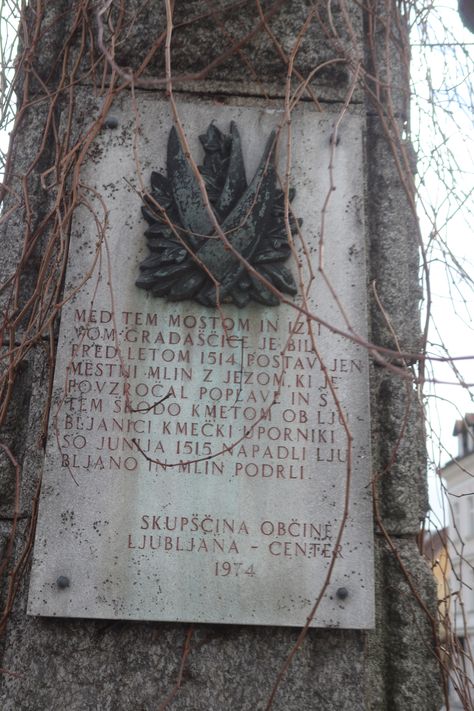 MED TEM MOSTOM IN IZLI
VOM GRADAŠČICE JE BIL
PRED LETOM 1514 POSTAVLJEN
MESTNI MLIN Z JEZOM, KI JE
POVZROČAL POPLAVE IN S
TEM ŠKODO KMETOM OB LJU
BLJANICI KMEČKI UPORNIKI
SO JUNIJA 1515 NAPADLI LJU
BLJANO IN MLIN PODRLI.
SKUPŠČINA OBČINE
LJUBLJANA - CENTER
1974